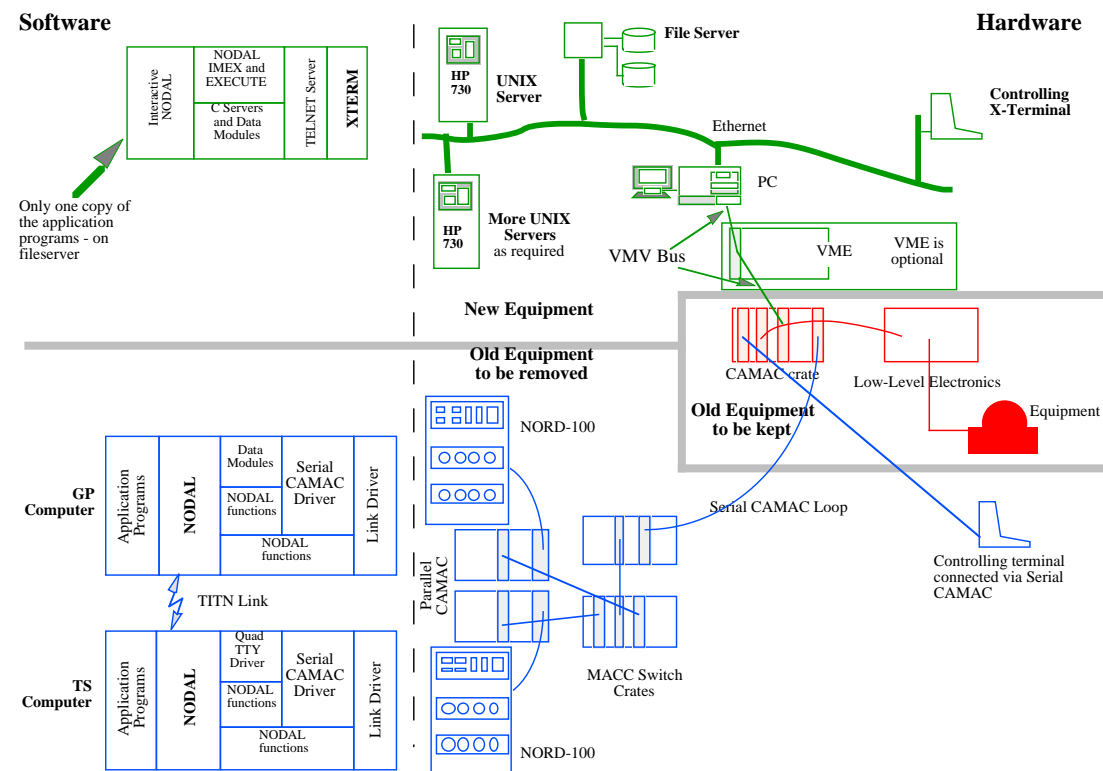 Software
Hardware
Interactive
NODAL
NODAL
IMEX and
EXECUTE
C Servers
and Data
Modules
TELNET Server
XTERM
Only one copy of
the application
programs - on
fileserver
HP
730
UNIX
Server
File Server
Controlling
X-Terminal
Ethernet
PC
HP
730
More UNIX
Servers
as required
VMV Bus
VME
VME is
optional
New Equipment
Old Equipment
to be removed
CAMAC crate
Low-Level Electronics
Old Equipment
to be kept
Equipment
GP
Computer
Application
Programs
NODAL
Data
Modules
NODAL
functions
Serial
CAMAC
Driver
NODAL
functions
Link Driver
NORD-100
Parallel
CAMAC
Serial CAMAC Loop
Controlling terminal
connected via Serial
CAMAC
TITN Link
TS
Computer
Application
Programs
NODAL
Quad
TTY
Driver
NODAL
functions
Serial
CAMAC
Driver
NODAL
functions
Link Driver
MACC Switch
Crates
NORD-100